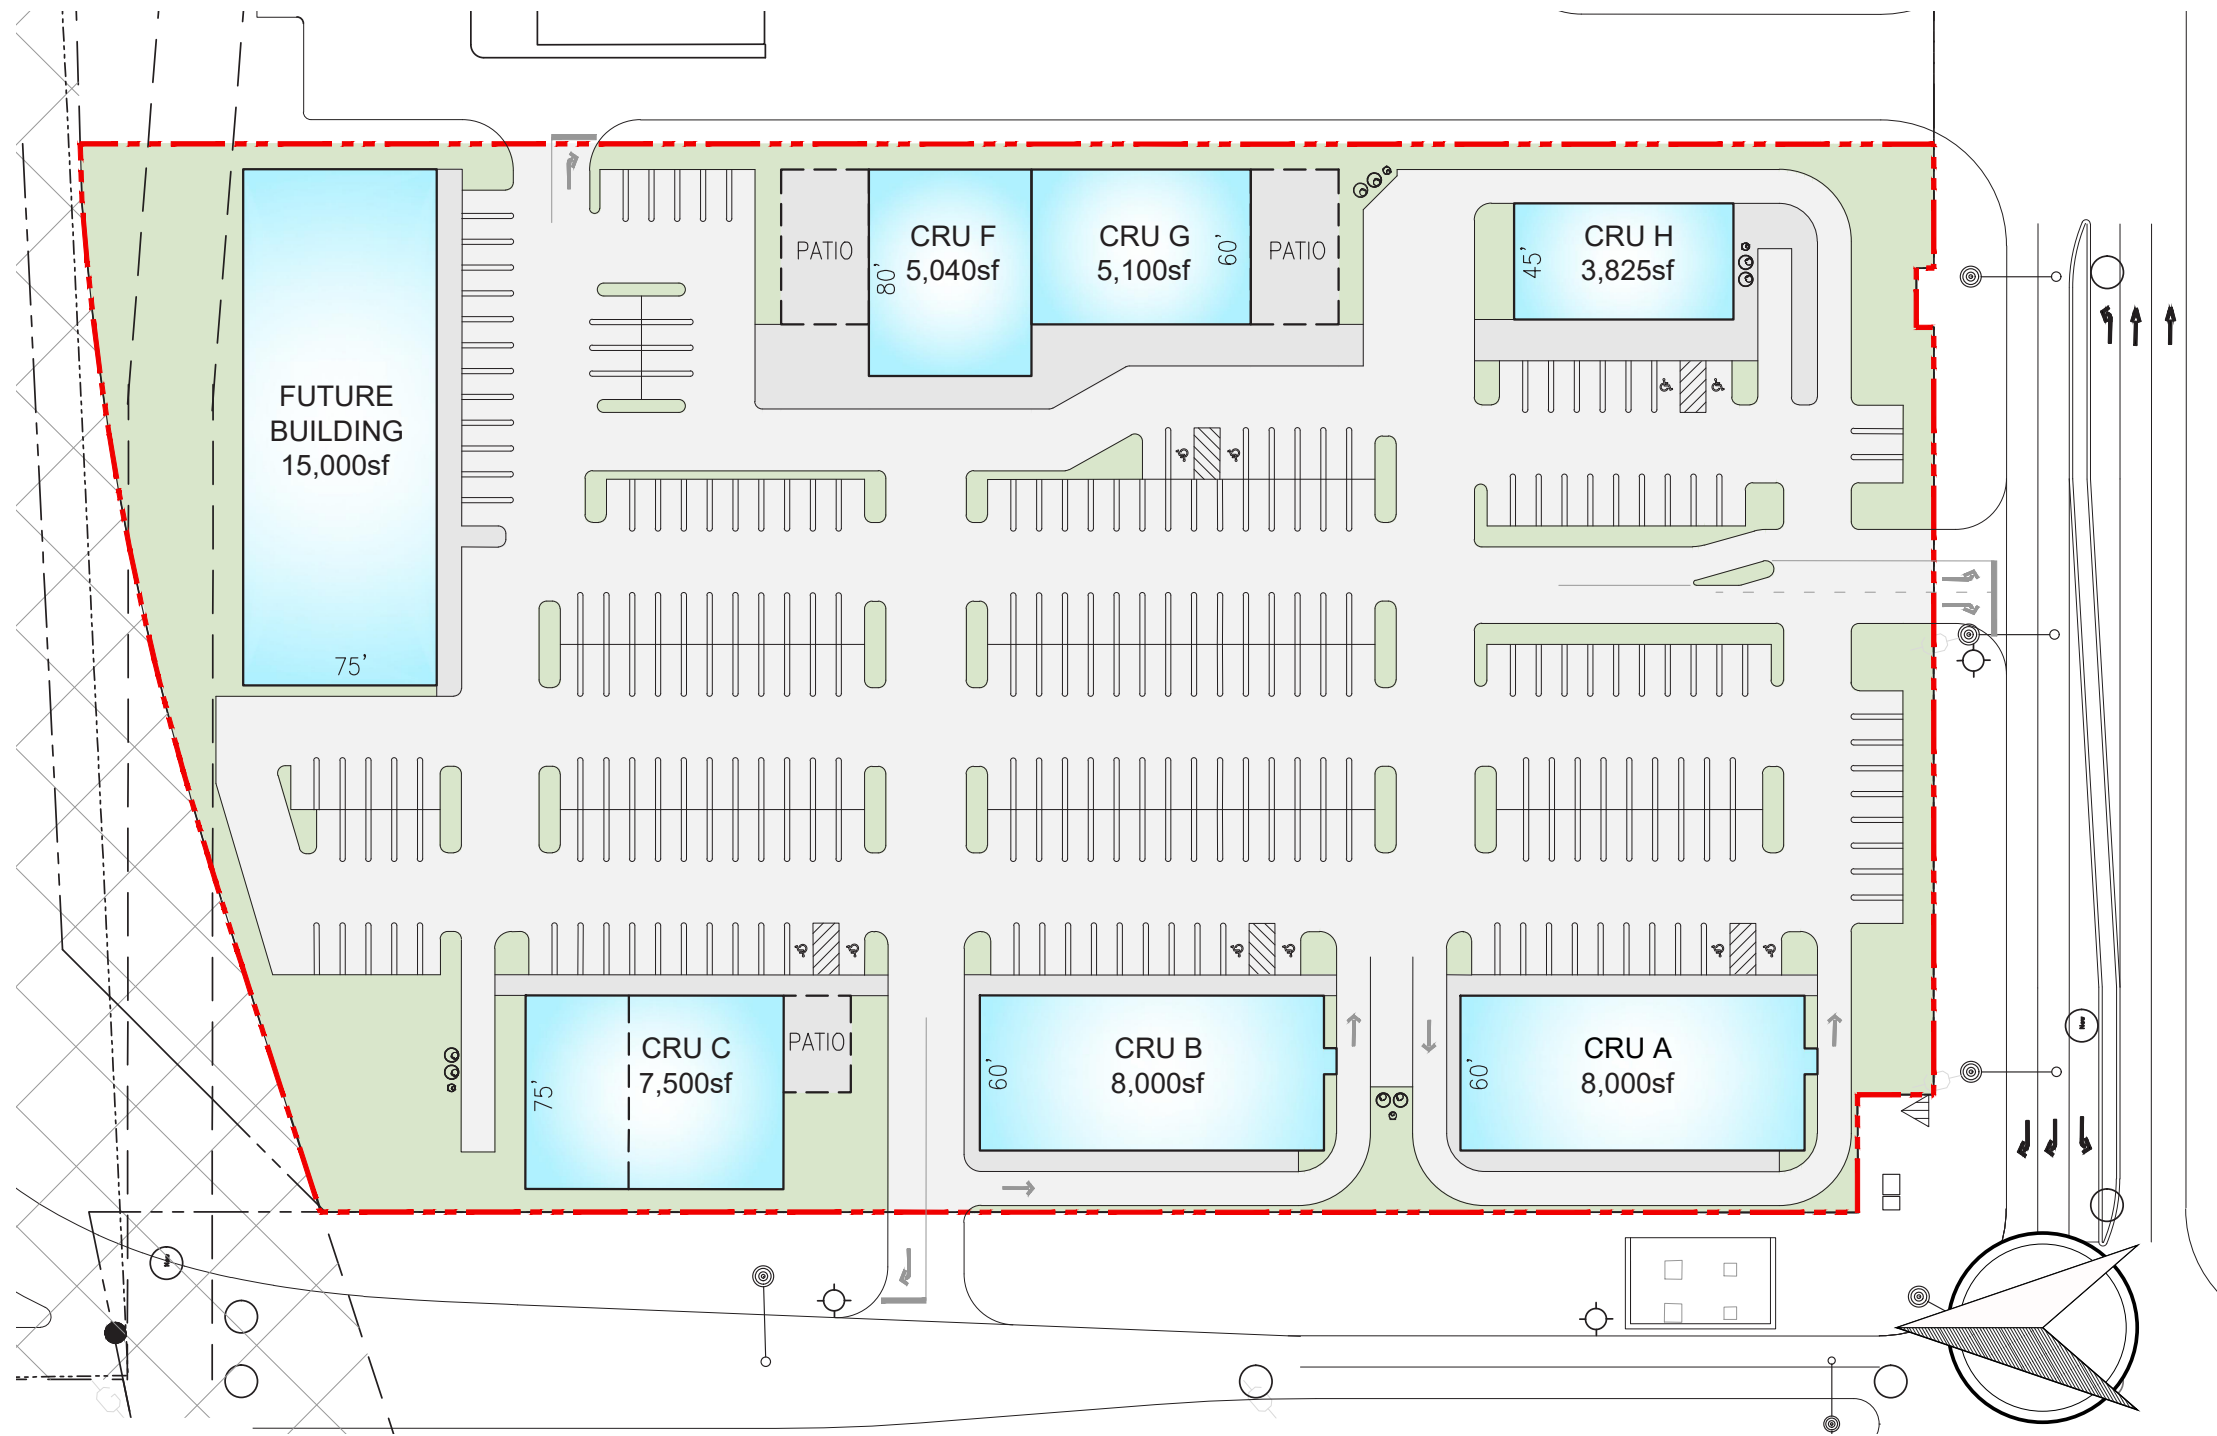 PATIO
CRU F
5,040sf
80'
CRU G
5,100sf
60'
PATIO
CRU H
3,825sf
45'
FUTURE
BUILDING
15,000sf
75'
CRU C
7,500sf
75'
PATIO
CRU B
8,000sf
60'
CRU A
8,000sf
60'